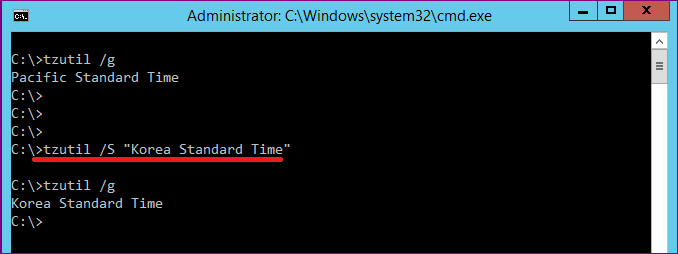 Administrator: C:\Windows\system32\cmd.exe
C:\>tzutil /g
Pacific Standard Time
C:\>
C:\>
C:\>
C:\>tzutil /S "Korea Standard Time"
C:\>tzutil /g
Korea Standard Time
C:\>